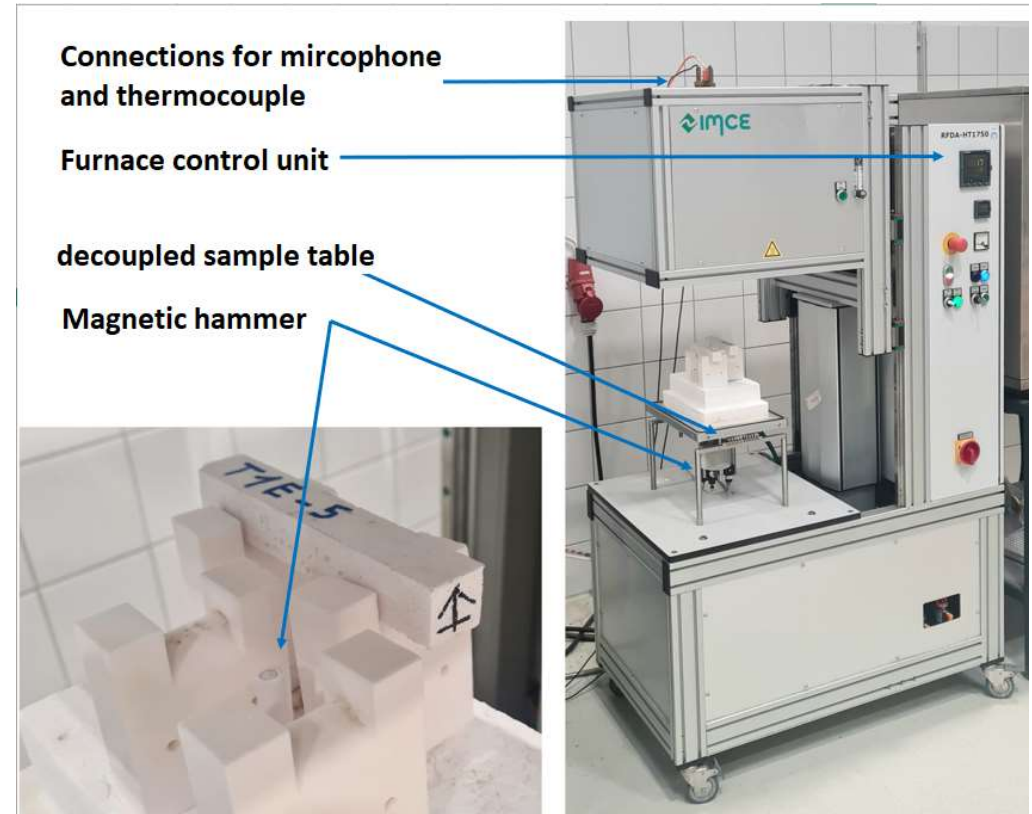 Connections for mircophone
and thermocouple
IMCE
RFDA-HT1750
Furnace control unit
decoupled sample table
Magnetic hammer
T1E-5